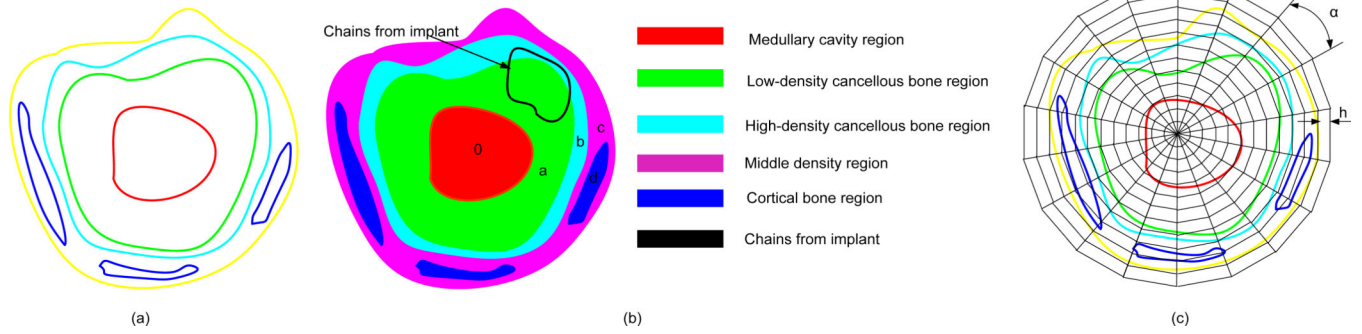 Chains from implant
0
a
b
c
d
Medullary cavity region
Low-density cancellous bone region
High-density cancellous bone region
Middle density region
Cortical bone region
Chains from implant
α
h
(a)
(b)
(c)